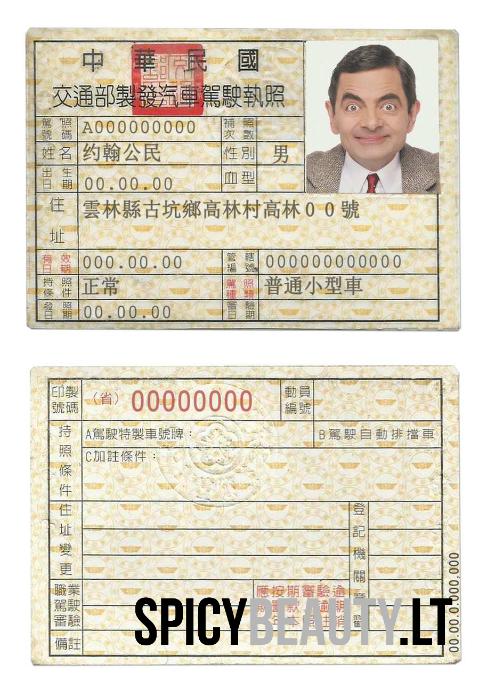 中華民國
交通部製發汽車駕駛執照
駕照號碼 A000000000 補照次數
姓名 约翰公民 性別 男
出生日期 00.00.00 血型
住址 雲林縣古坑鄉高林村高林00號
有效日期 000.00.00 管轄編號 0000000000000
持照條件 正常 駕照種類 普通小型車
發照日期 00.00.00 審驗日期
印製號碼 (省) 00000000 動員編號
A駕駛特製車號牌： B駕駛自動排擋車
持照條件 C加註條件：
住址變更 登記機關
職業駕駛審驗 應按期審驗逾期
備註
SPICYBEAUTY.LT
00.00.00,000,000